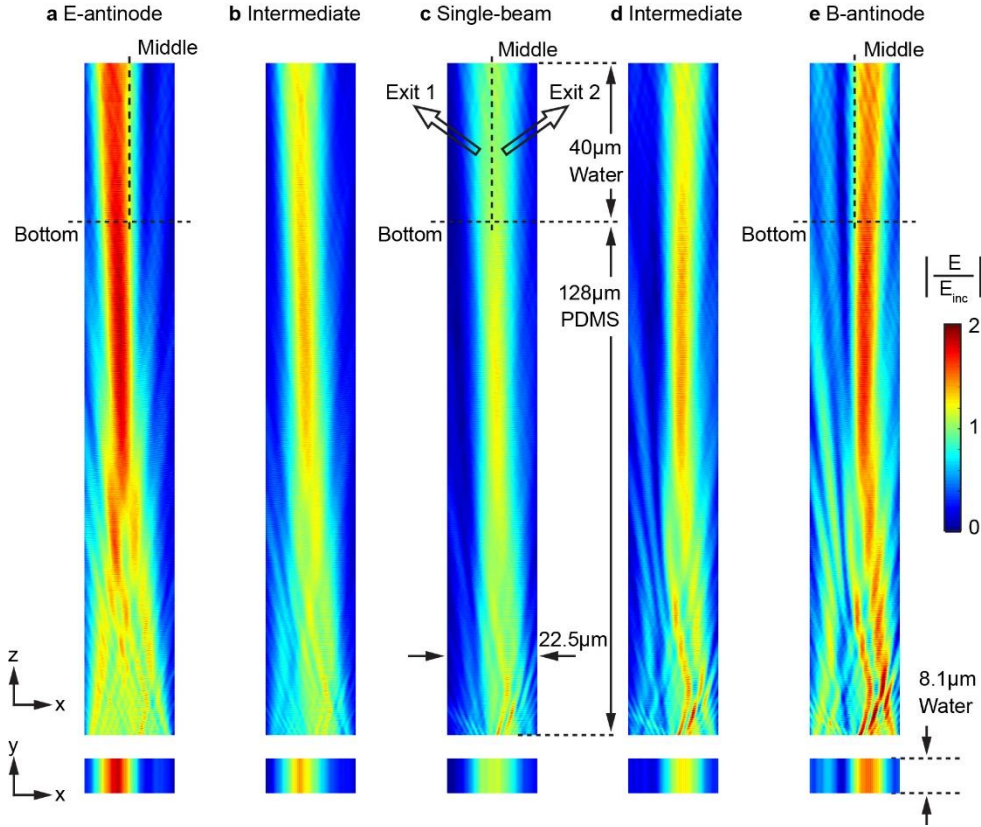 a E-antinode
b Intermediate
c Single-beam
d Intermediate
e B-antinode
Middle
Middle
Middle
Exit 1
Exit 2
40μm
Water
Bottom
Bottom
Bottom
128μm
PDMS
E
E inc
2
1
0
22.5μm
8.1μm
Water
z
x
y
x